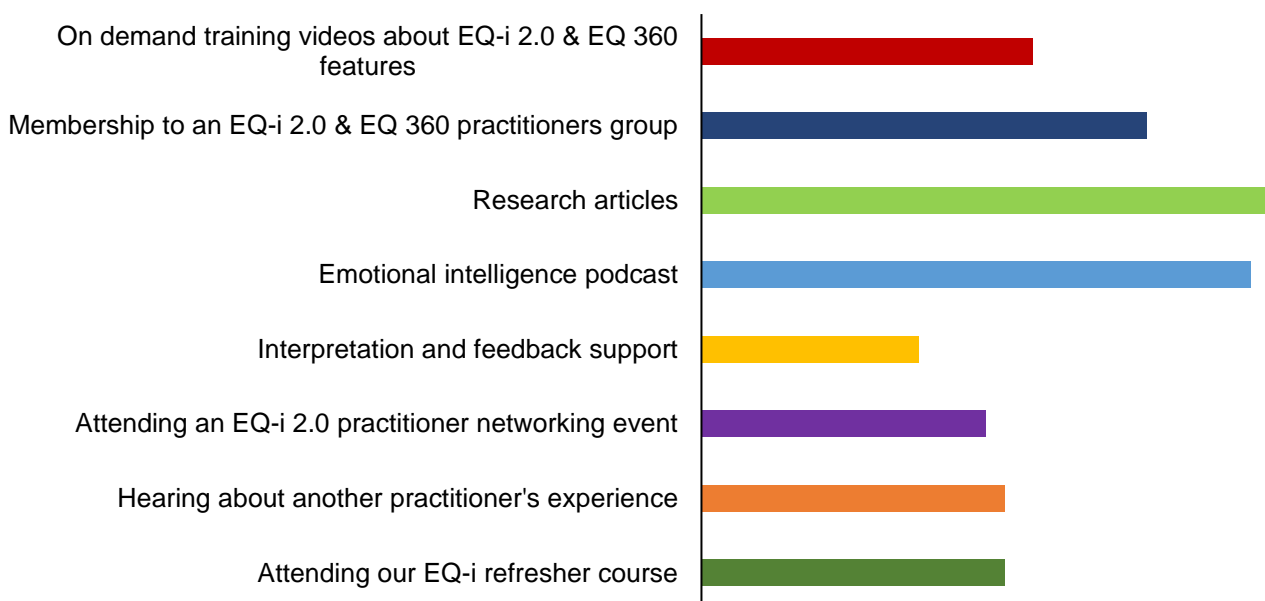 On demand training videos about EQ-i 2.0 & EQ 360
features
Membership to an EQ-i 2.0 & EQ 360 practitioners group
Research articles
Emotional intelligence podcast
Interpretation and feedback support
Attending an EQ-i 2.0 practitioner networking event
Hearing about another practitioner's experience
Attending our EQ-i refresher course